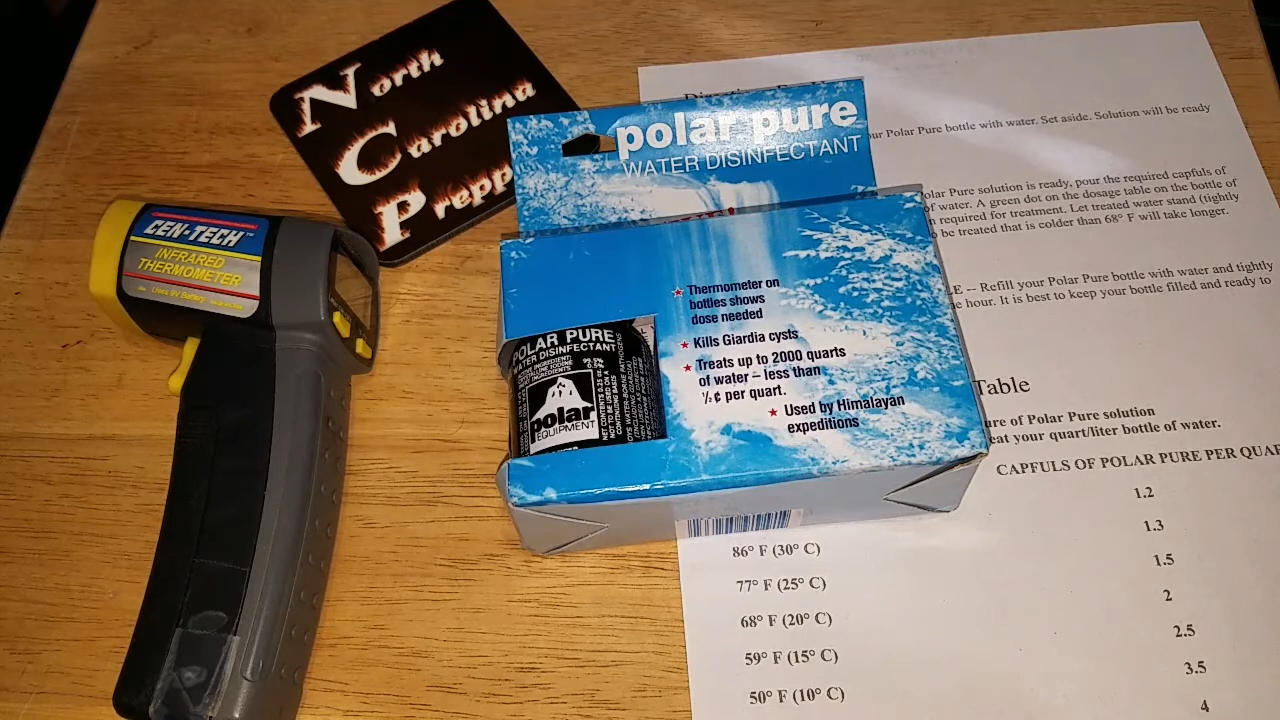 North
Carolina
Prepp
CEN-TECH™
INFRARED
THERMOMETER
Uses 9V Battery
polar pure
WATER DISINFECTANT
★ Thermometer on
bottles shows
dose needed
★ Kills Giardia cysts
★ Treats up to 2000 quarts
of water – less than
½¢ per quart.
★ Used by Himalayan
expeditions
POLAR PURE
WATER DISINFECTANT
polar
EQUIPMENT
our Polar Pure bottle with water. Set aside. Solution will be ready
olar Pure solution is ready, pour the required capfuls of
of water. A green dot on the dosage table on the bottle of
n required for treatment. Let treated water stand (tightly
be treated that is colder than 68° F will take longer.
LE -- Refill your Polar Pure bottle with water and tightly
ne hour. It is best to keep your bottle filled and ready to
Table
ure of Polar Pure solution
eat your quart/liter bottle of water.
CAPFULS OF POLAR PURE PER QUAR
1.2
1.3
86° F (30° C) 1.5
77° F (25° C) 2
68° F (20° C) 2.5
59° F (15° C) 3.5
50° F (10° C) 4